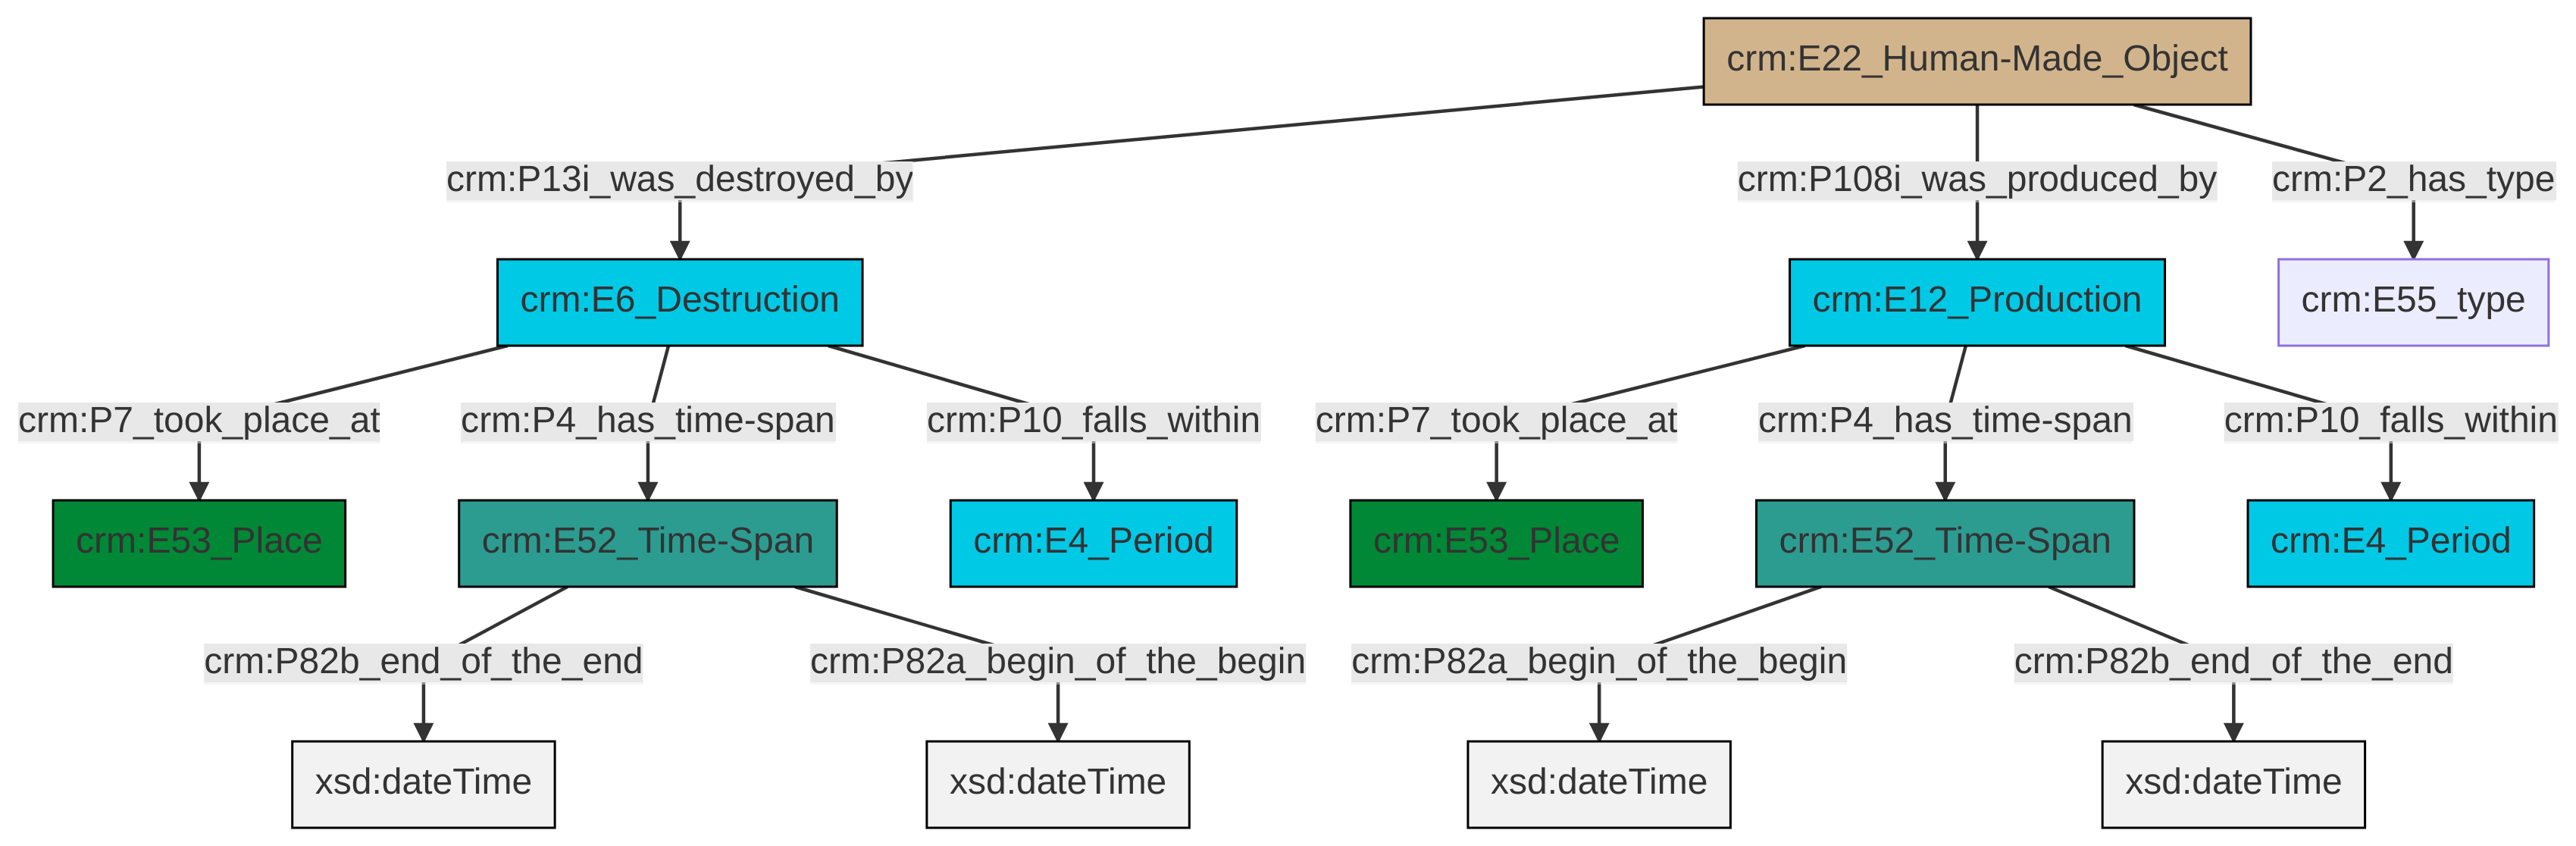 crm:E22_Human-Made_Object
crm:P13i_was_destroyed_by
crm:P108i_was_produced_by
crm:P2_has_type
crm:E6_Destruction
crm:E12_Production
crm:E55_type
crm:P7_took_place_at
crm:P4_has_time-span
crm:P10_falls_within
crm:P7_took_place_at
crm:P4_has_time-span
crm:P10_falls_within
crm:E53_Place
crm:E52_Time-Span
crm:E4_Period
crm:E53_Place
crm:E52_Time-Span
crm:E4_Period
crm:P82b_end_of_the_end
crm:P82a_begin_of_the_begin
crm:P82a_begin_of_the_begin
crm:P82b_end_of_the_end
xsd:dateTime
xsd:dateTime
xsd:dateTime
xsd:dateTime